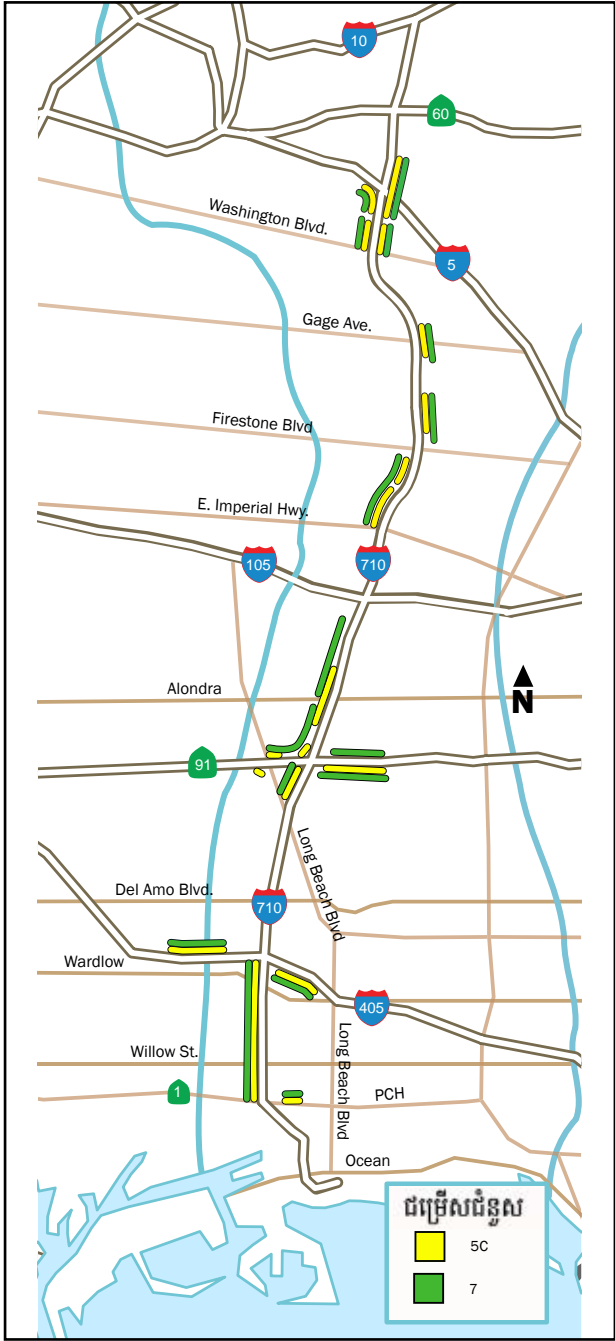 10
60
Washington Blvd.
5
Gage Ave.
Firestone Blvd
E. Imperial Hwy.
105
710
Alondra
N
91
Long Beach Blvd
Del Amo Blvd.
710
Wardlow
405
Willow St.
Long Beach Blvd
1
PCH
Ocean
ជម្រើសជំនួស
5C
7